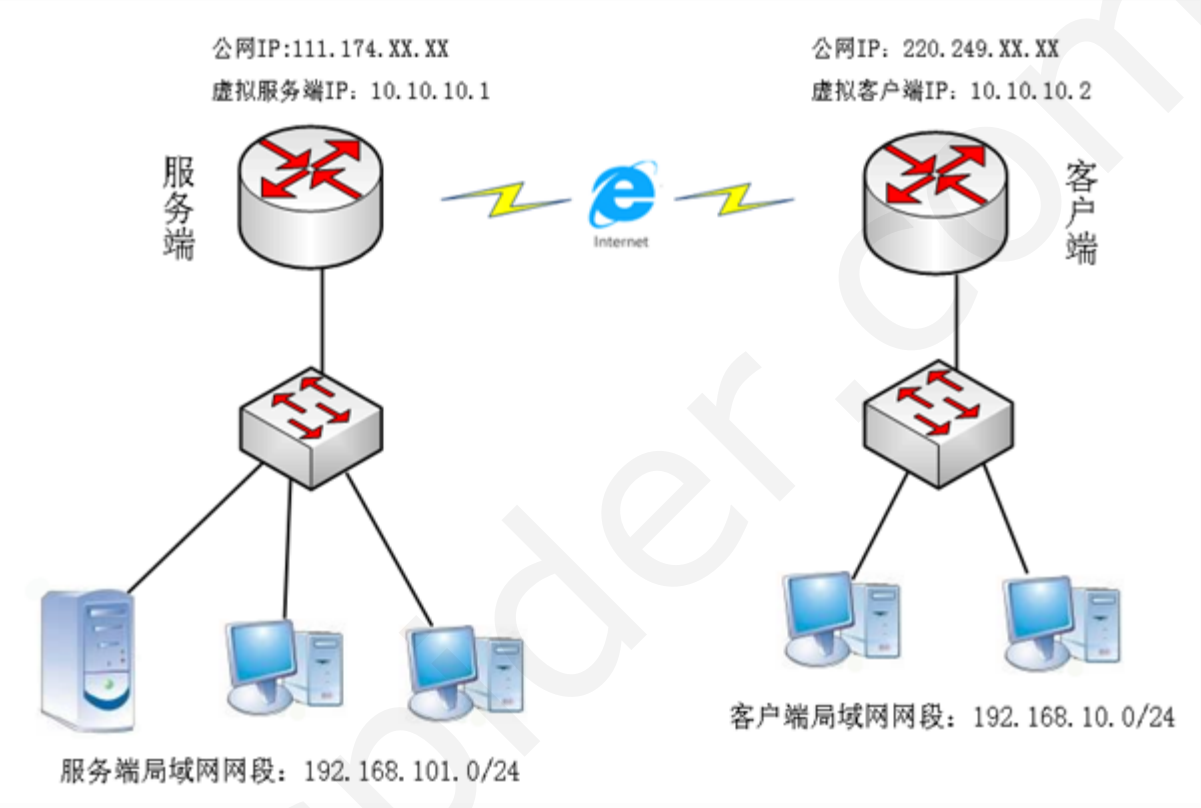 公网IP:111.174.XX.XX
虚拟服务端IP: 10.10.10.1
公网IP: 220.249.XX.XX
虚拟客户端IP: 10.10.10.2
服务端
Internet
客户端
服务端局域网网段: 192.168.101.0/24
客户端局域网网段: 192.168.10.0/24